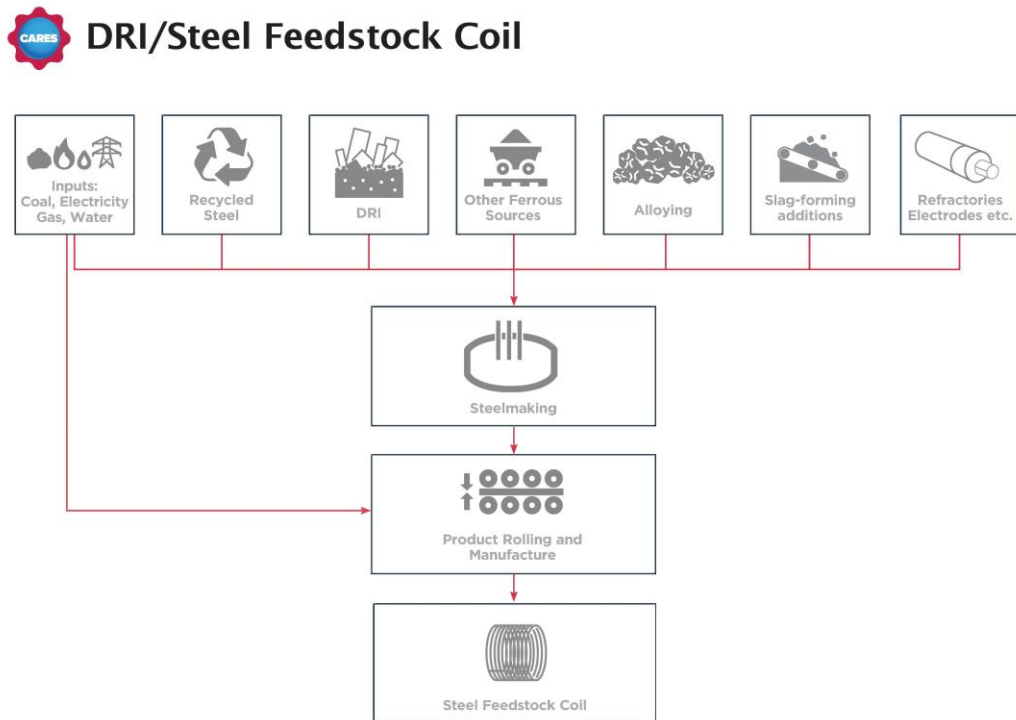 CARES
DRI/Steel Feedstock Coil
Inputs:
Coal, Electricity
Gas, Water
Recycled
Steel
DRI
Other Ferrous
Sources
Alloying
Slag-forming
additions
Refractories
Electrodes etc.
Steelmaking
Product Rolling and
Manufacture
Steel Feedstock Coil